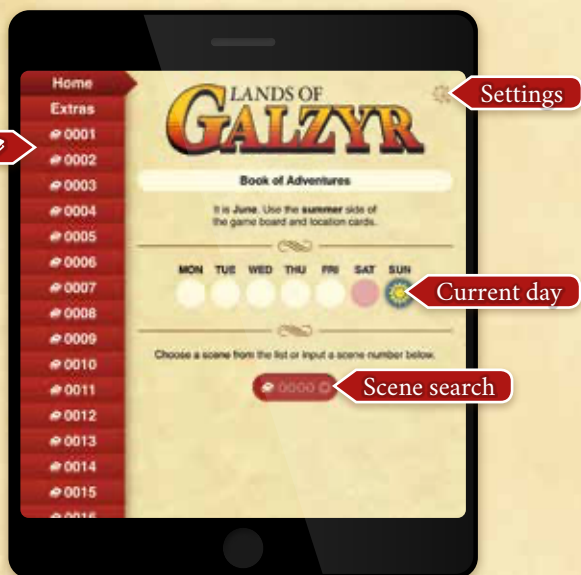 Home
Extras
0001
0002
0003
0004
0005
0006
0007
0008
0009
0010
0011
0012
0013
0014
0015
0016
LANDS OF
GALZYR
Settings
Book of Adventures
It is June. Use the summer side of
the game board and location cards.
MON TUE WED THU FRI SAT SUN
Current day
Choose a scene from the list or input a scene number below.
0000
Scene search